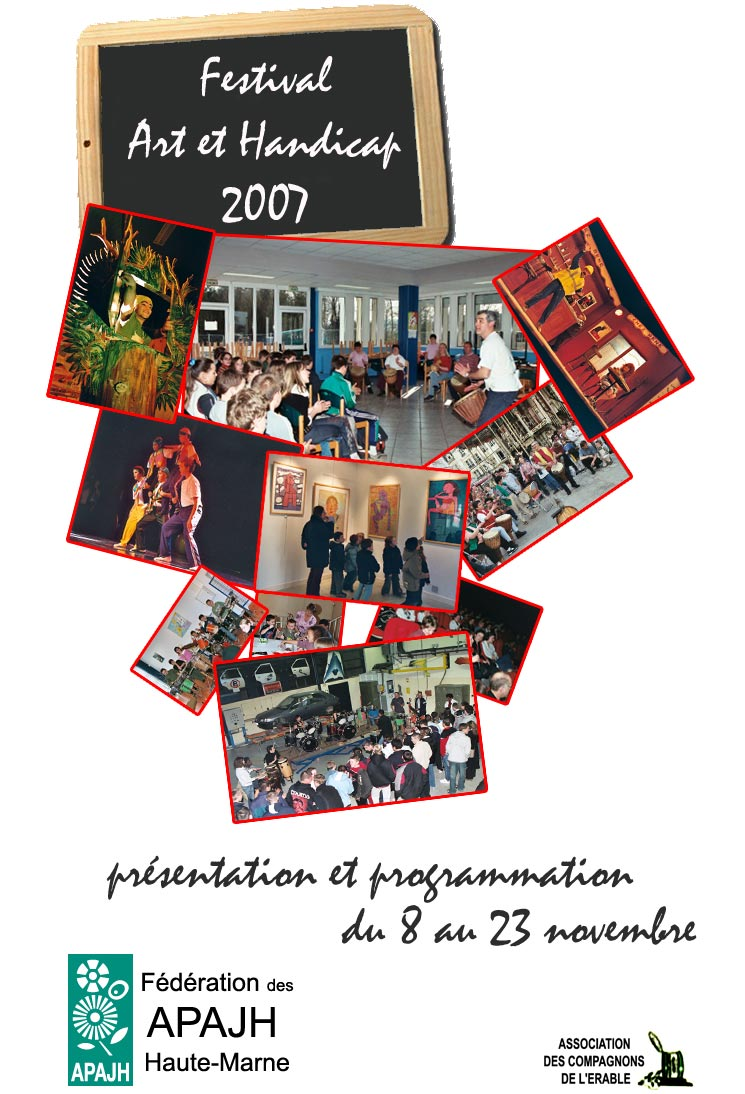 Festival
Art et Handicap
2007
présentation et programmation
du 8 au 23 novembre
Fédération des
APAJH
Haute-Marne
APAJH
ASSOCIATION
DES COMPAGNONS
DE L'ERABLE